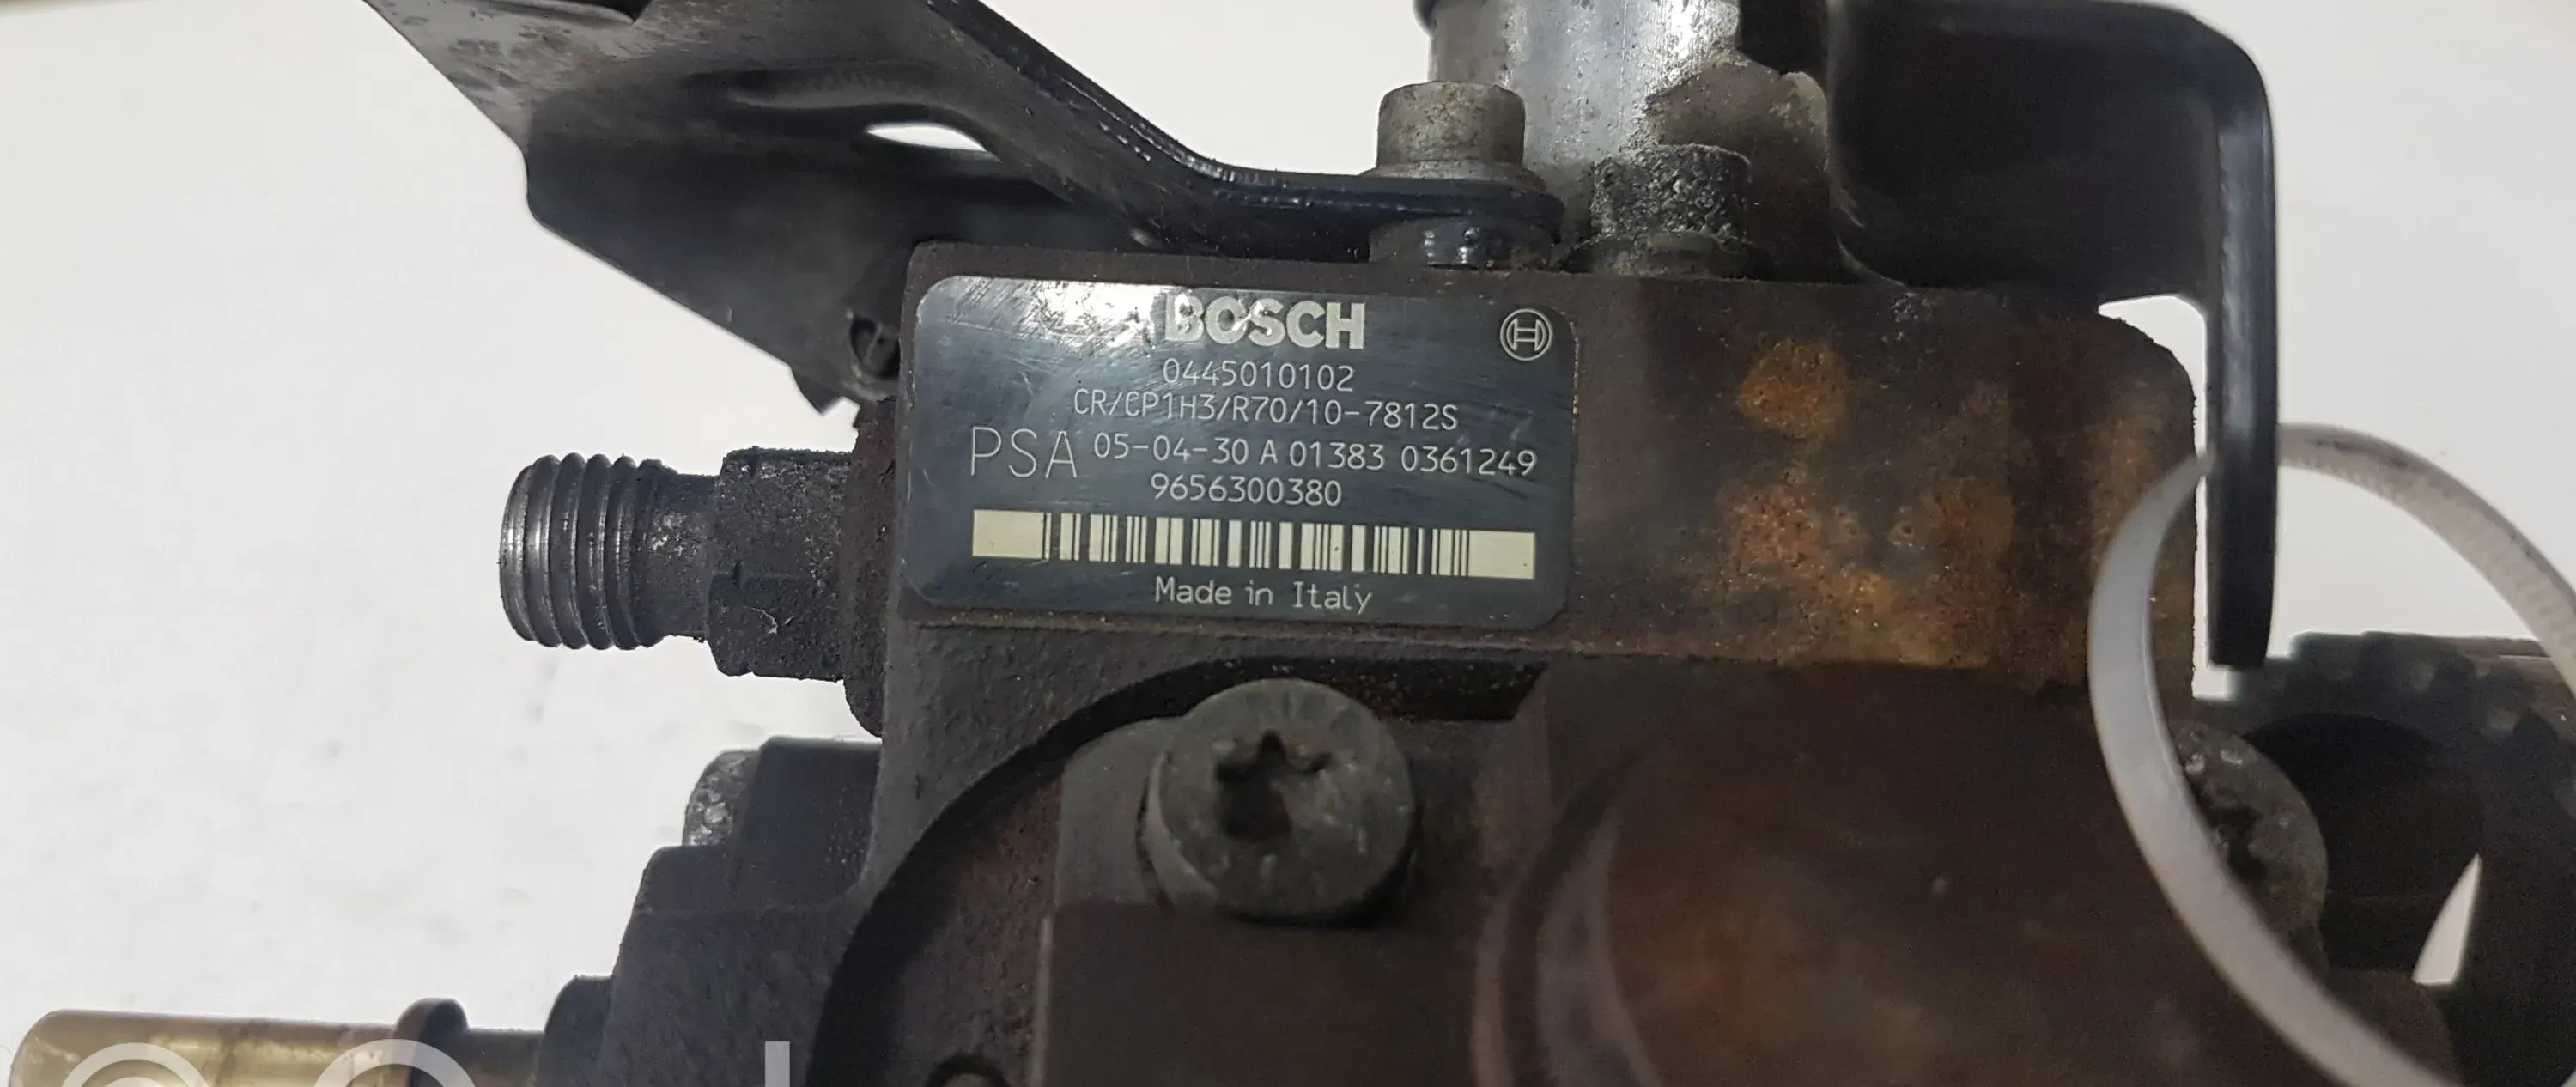 BOSCH
0445010102
CR/CP1H3/R70/10-7812S
PSA 05-04-30 A 01383 0361249
9656300380
Made in Italy